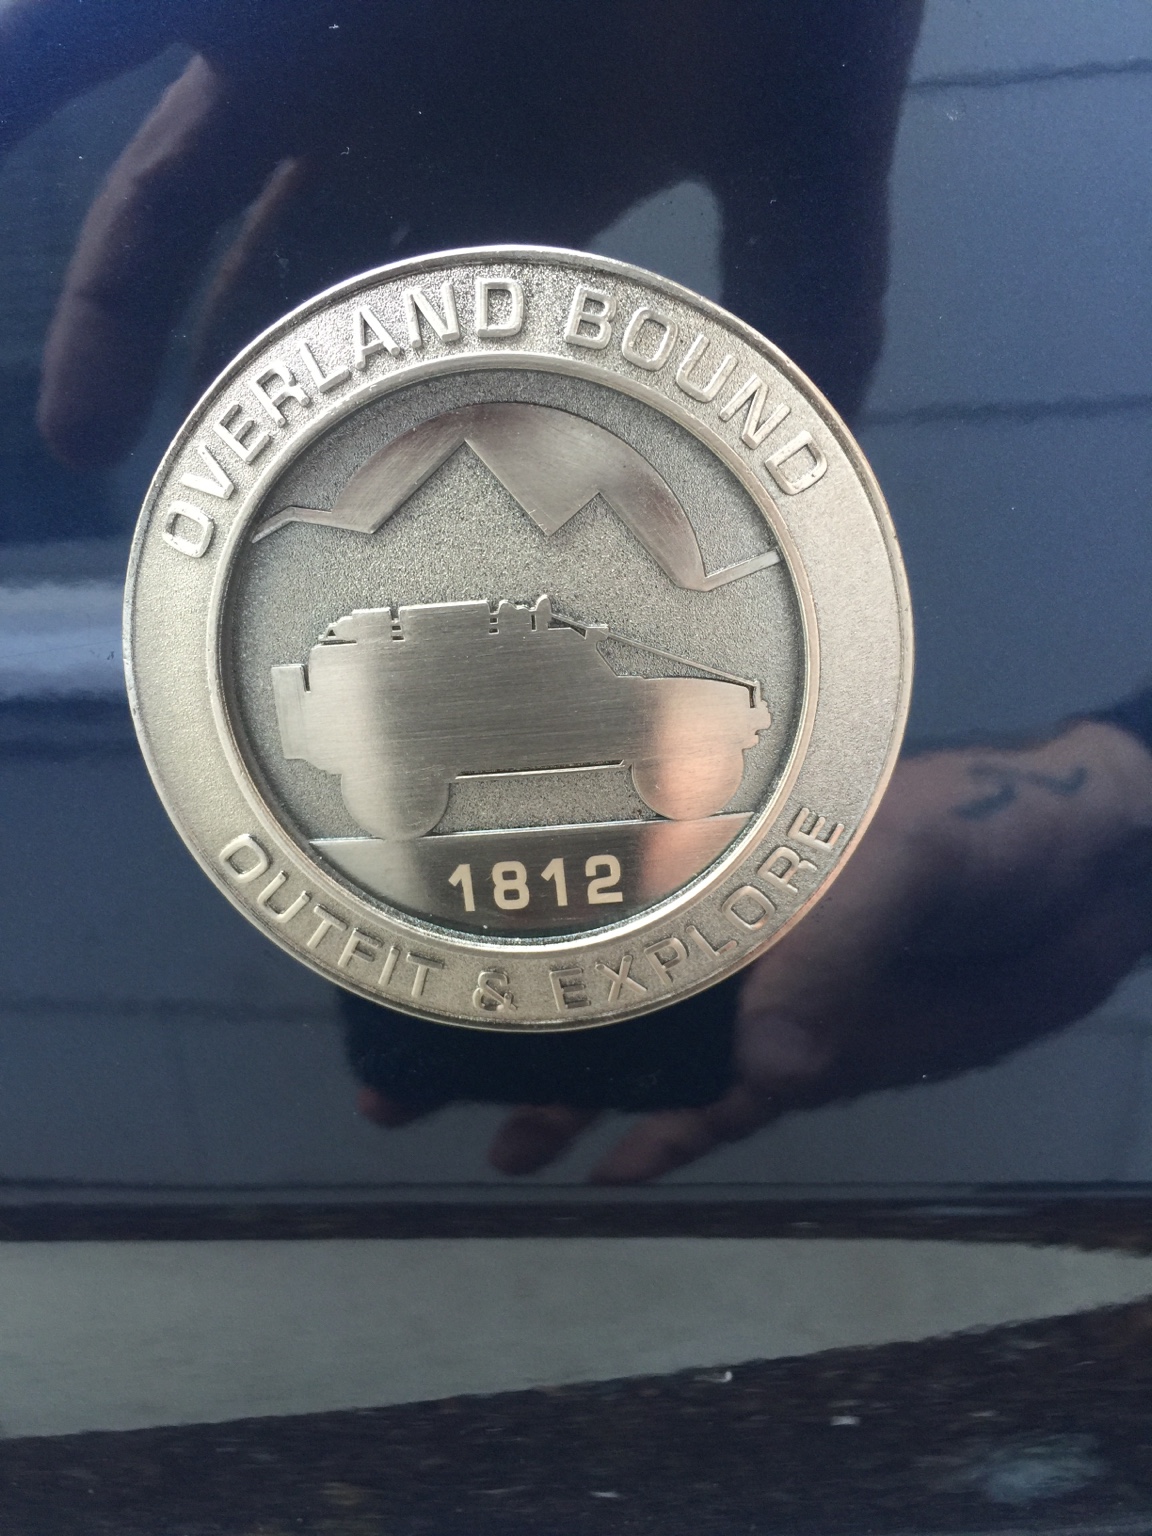 OVERLAND BOUND
1812
OUTFIT & EXPLORE